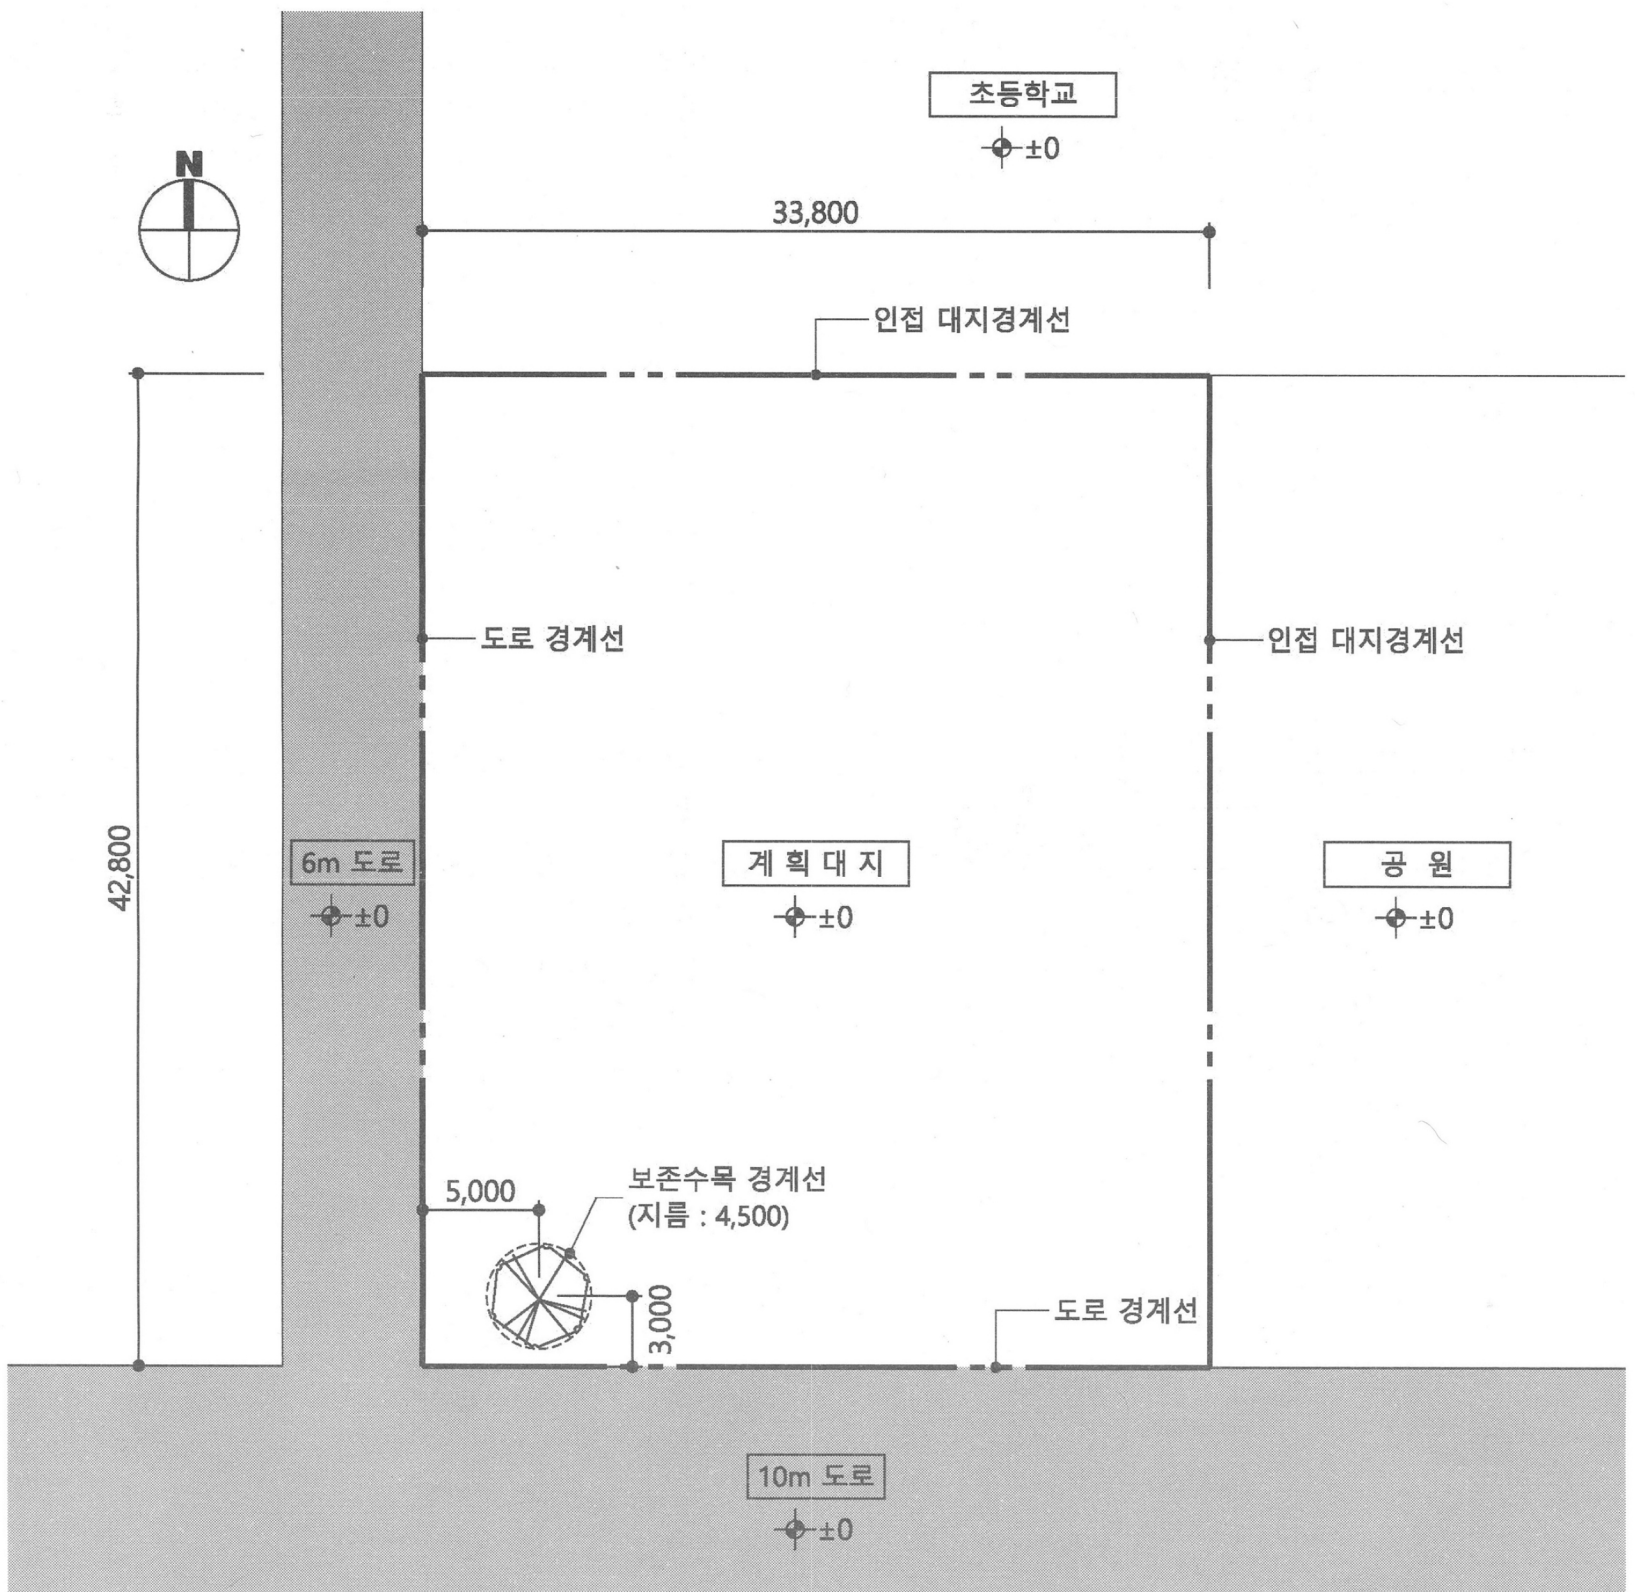 초등학교
±0
N
33,800
인접 대지경계선
도로 경계선
인접 대지경계선
42,800
6m 도로
±0
계획대지
±0
공 원
±0
5,000
보존수목 경계선
(지름 : 4,500)
3,000
도로 경계선
10m 도로
±0